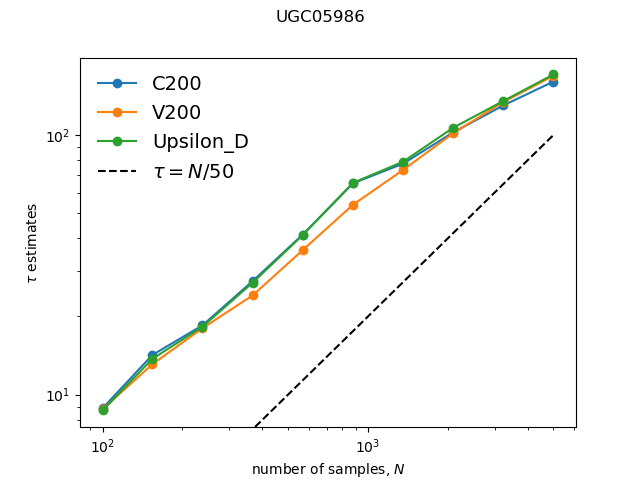 UGC05986
C200
V200
Upsilon_D
τ = N/50
10²
10¹
τ estimates
10²
10³
number of samples, N